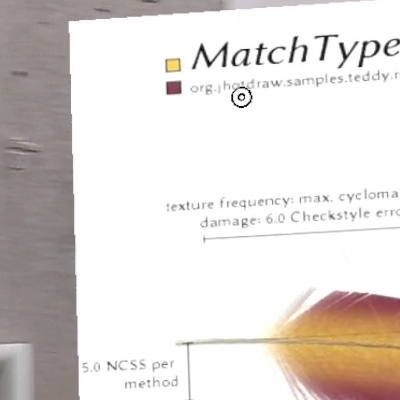 MatchType
org.jhotdraw.samples.teddy.r
texture frequency: max. cycloma
damage: 6.0 Checkstyle erro
5.0 NCSS per
method